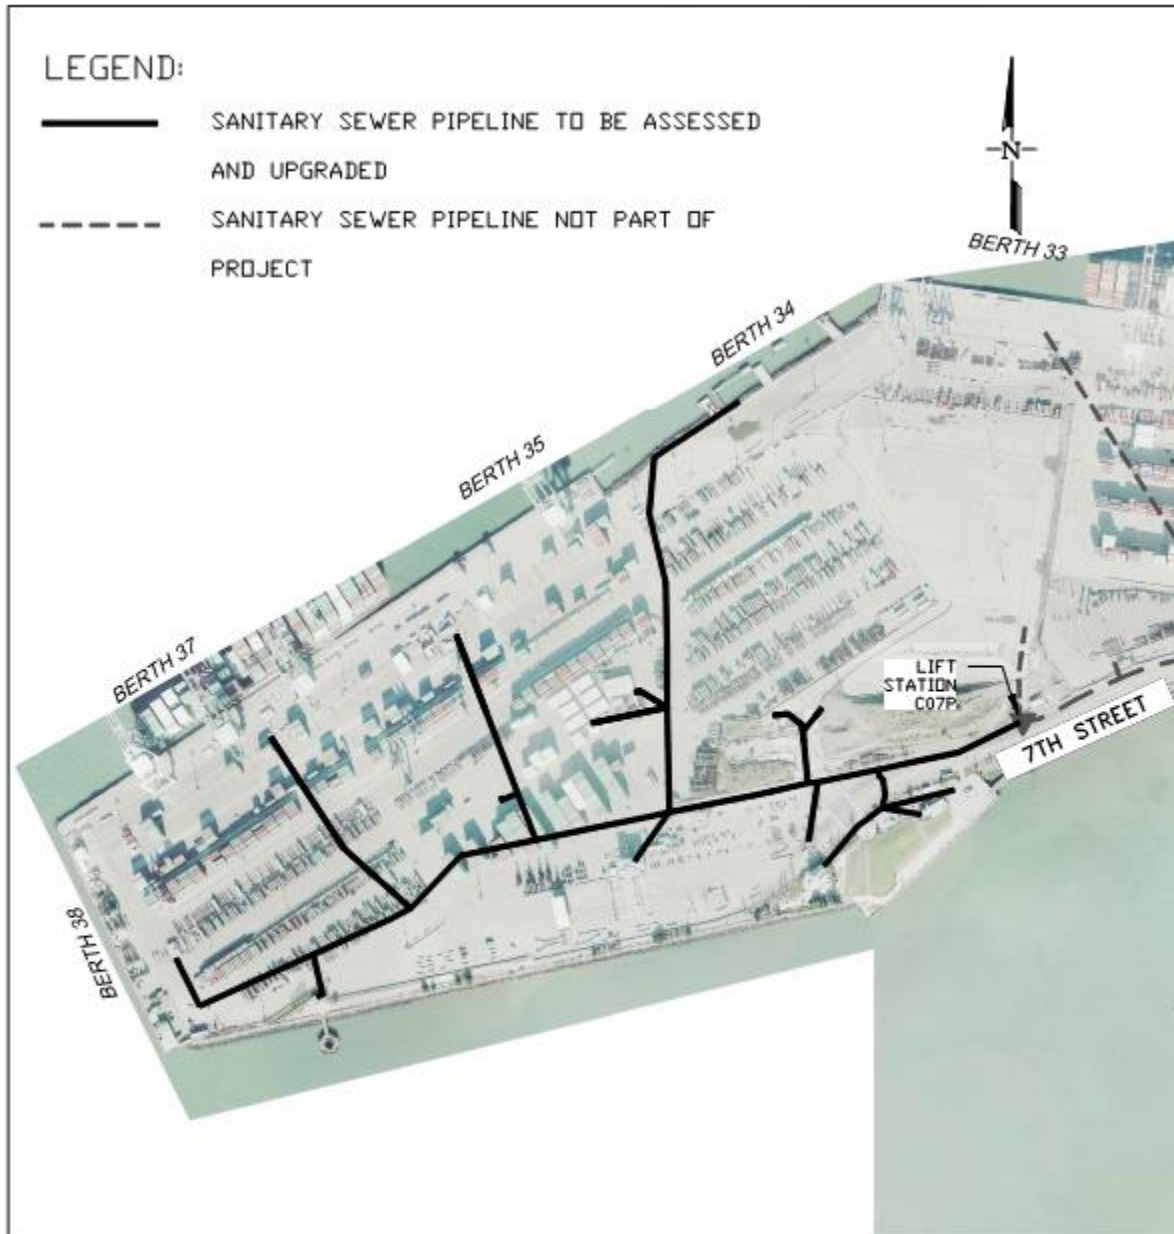 LEGEND:
SANITARY SEWER PIPELINE TO BE ASSESSED
AND UPGRADED
SANITARY SEWER PIPELINE NOT PART OF
PROJECT
N
BERTH 33
BERTH 34
BERTH 35
BERTH 37
BERTH 38
LIFT
STATION
C07P
7TH STREET